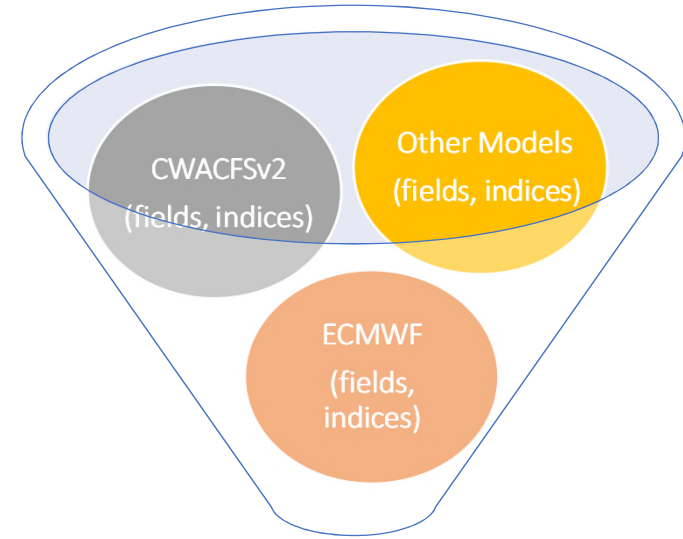 CWACFSv2
(fields, indices)
Other Models
(fields, indices)
ECMWF
(fields,
indices)